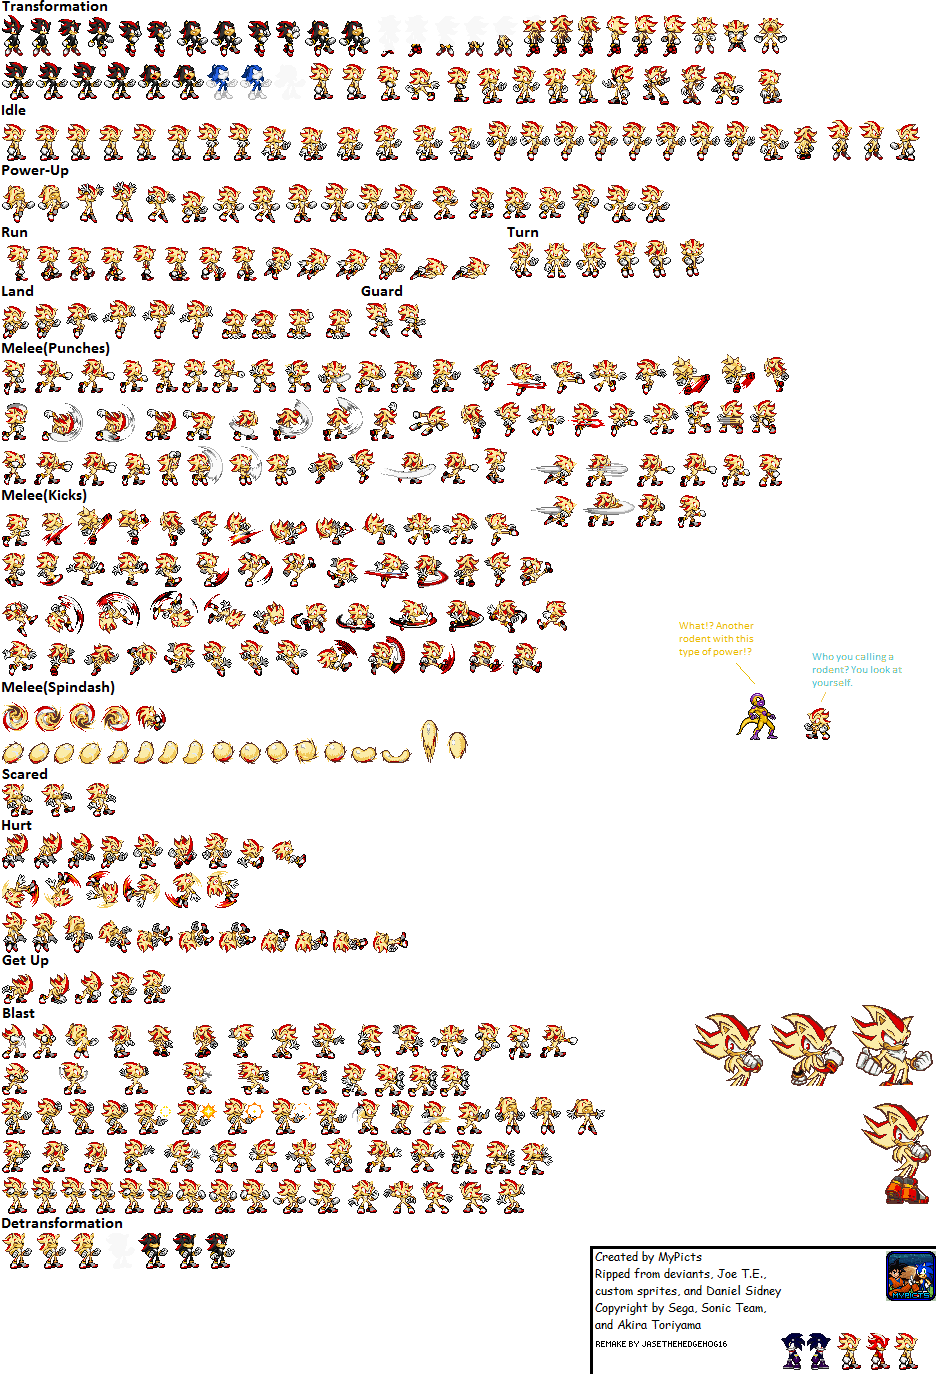 Transformation
Idle
Power-Up
Run
Turn
Land
Guard
Melee(Punches)
Melee(Kicks)
What!? Another
rodent with this
type of power!?
Who you calling a
rodent? You look at
yourself.
Melee(Spindash)
Scared
Hurt
Get Up
Blast
Detransformation
Created by MyPicts
Ripped from deviants, Joe T.E.,
custom sprites, and Daniel Sidney
Copyright by Sega, Sonic Team,
and Akira Toriyama
REMAKE BY JASETHEHEDGEHOG16
MYPICTS